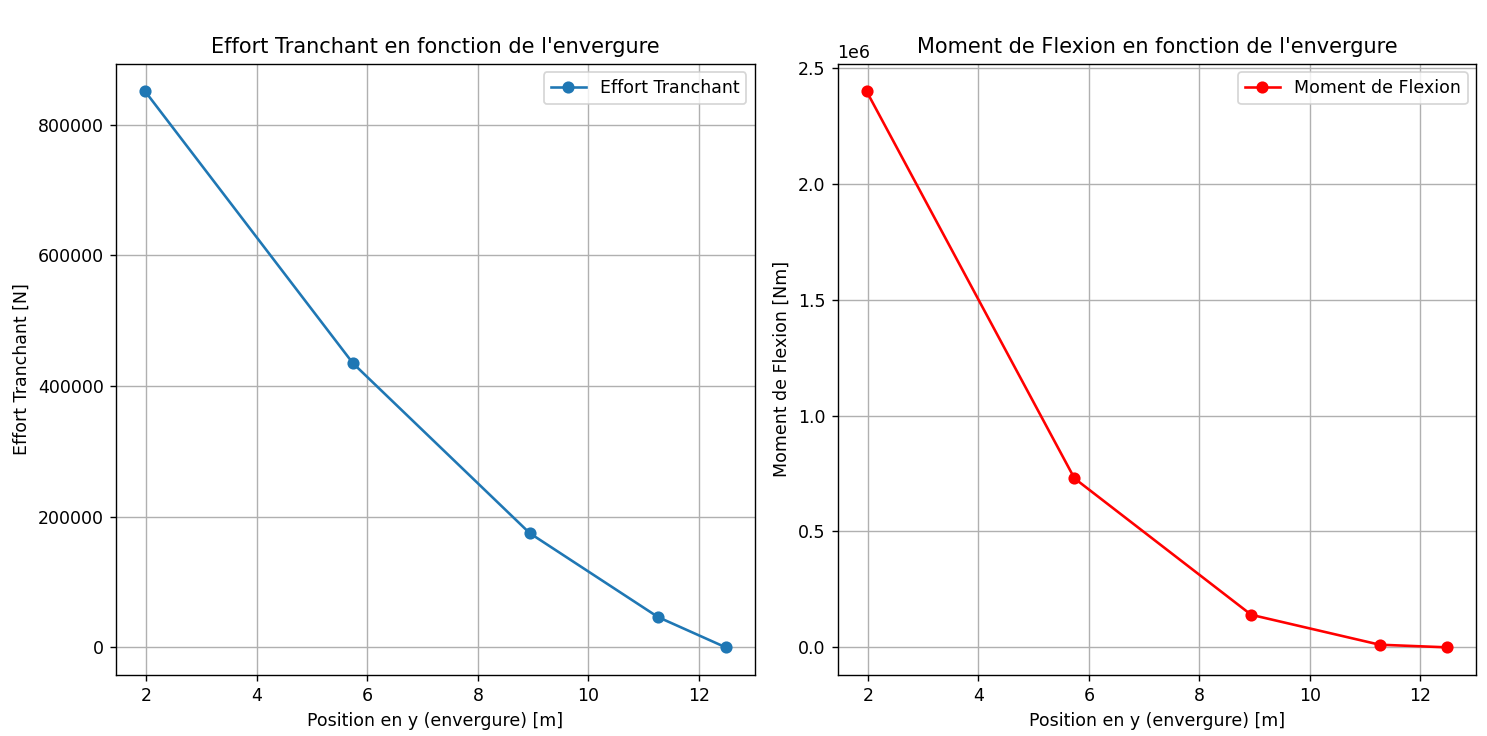 Effort Tranchant en fonction de l'envergure
Effort Tranchant
800000
600000
400000
200000
0
Effort Tranchant [N]
2 4 6 8 10 12
Position en y (envergure) [m]
Moment de Flexion en fonction de l'envergure
1e6
Moment de Flexion
2.5
2.0
1.5
1.0
0.5
0.0
Moment de Flexion [Nm]
2 4 6 8 10 12
Position en y (envergure) [m]